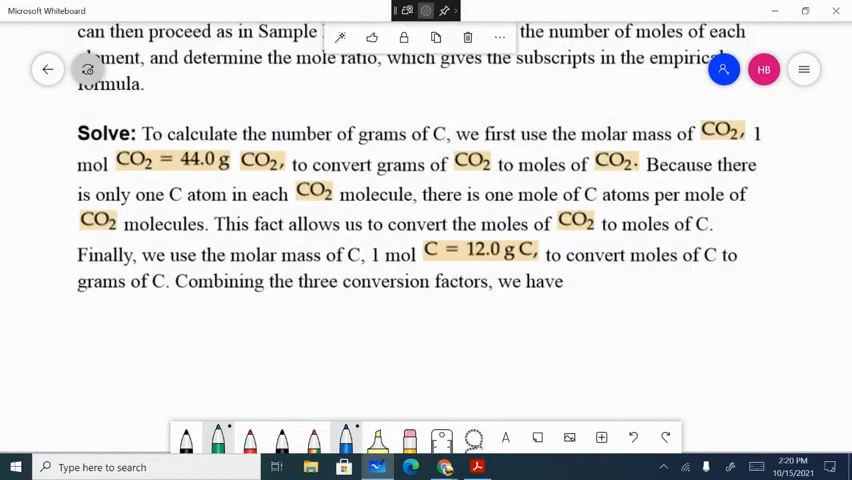 Microsoft Whiteboard
can then proceed as in Sample the number of moles of each
element, and determine the mole ratio, which gives the subscripts in the empirical
formula.
HB
Solve: To calculate the number of grams of C, we first use the molar mass of CO₂, 1
mol CO₂ = 44.0 g CO₂, to convert grams of CO₂ to moles of CO₂. Because there
is only one C atom in each CO₂ molecule, there is one mole of C atoms per mole of
CO₂ molecules. This fact allows us to convert the moles of CO₂ to moles of C.
Finally, we use the molar mass of C, 1 mol C = 12.0 g C, to convert moles of C to
grams of C. Combining the three conversion factors, we have
A
Type here to search
2:20 PM
10/15/2021